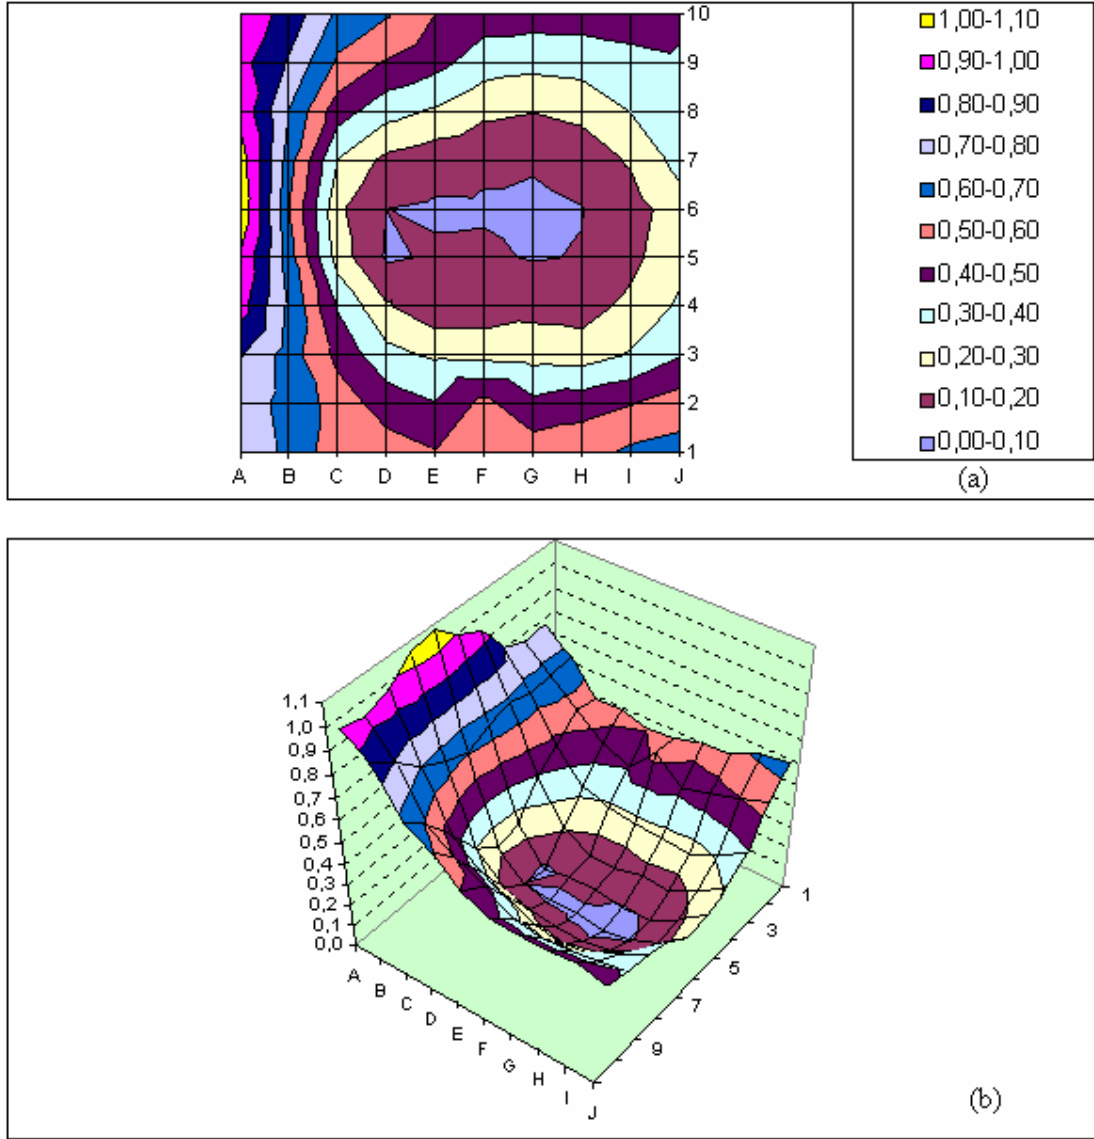 10
9
8
7
6
5
4
3
2
1
A B C D E F G H I J
1,00-1,10
0,90-1,00
0,80-0,90
0,70-0,80
0,60-0,70
0,50-0,60
0,40-0,50
0,30-0,40
0,20-0,30
0,10-0,20
0,00-0,10
(a)
1,1
1,0
0,9
0,8
0,7
0,6
0,5
0,4
0,3
0,2
0,1
0,0
A
B
C
D
E
F
G
H
I
J
1
3
5
7
9
(b)